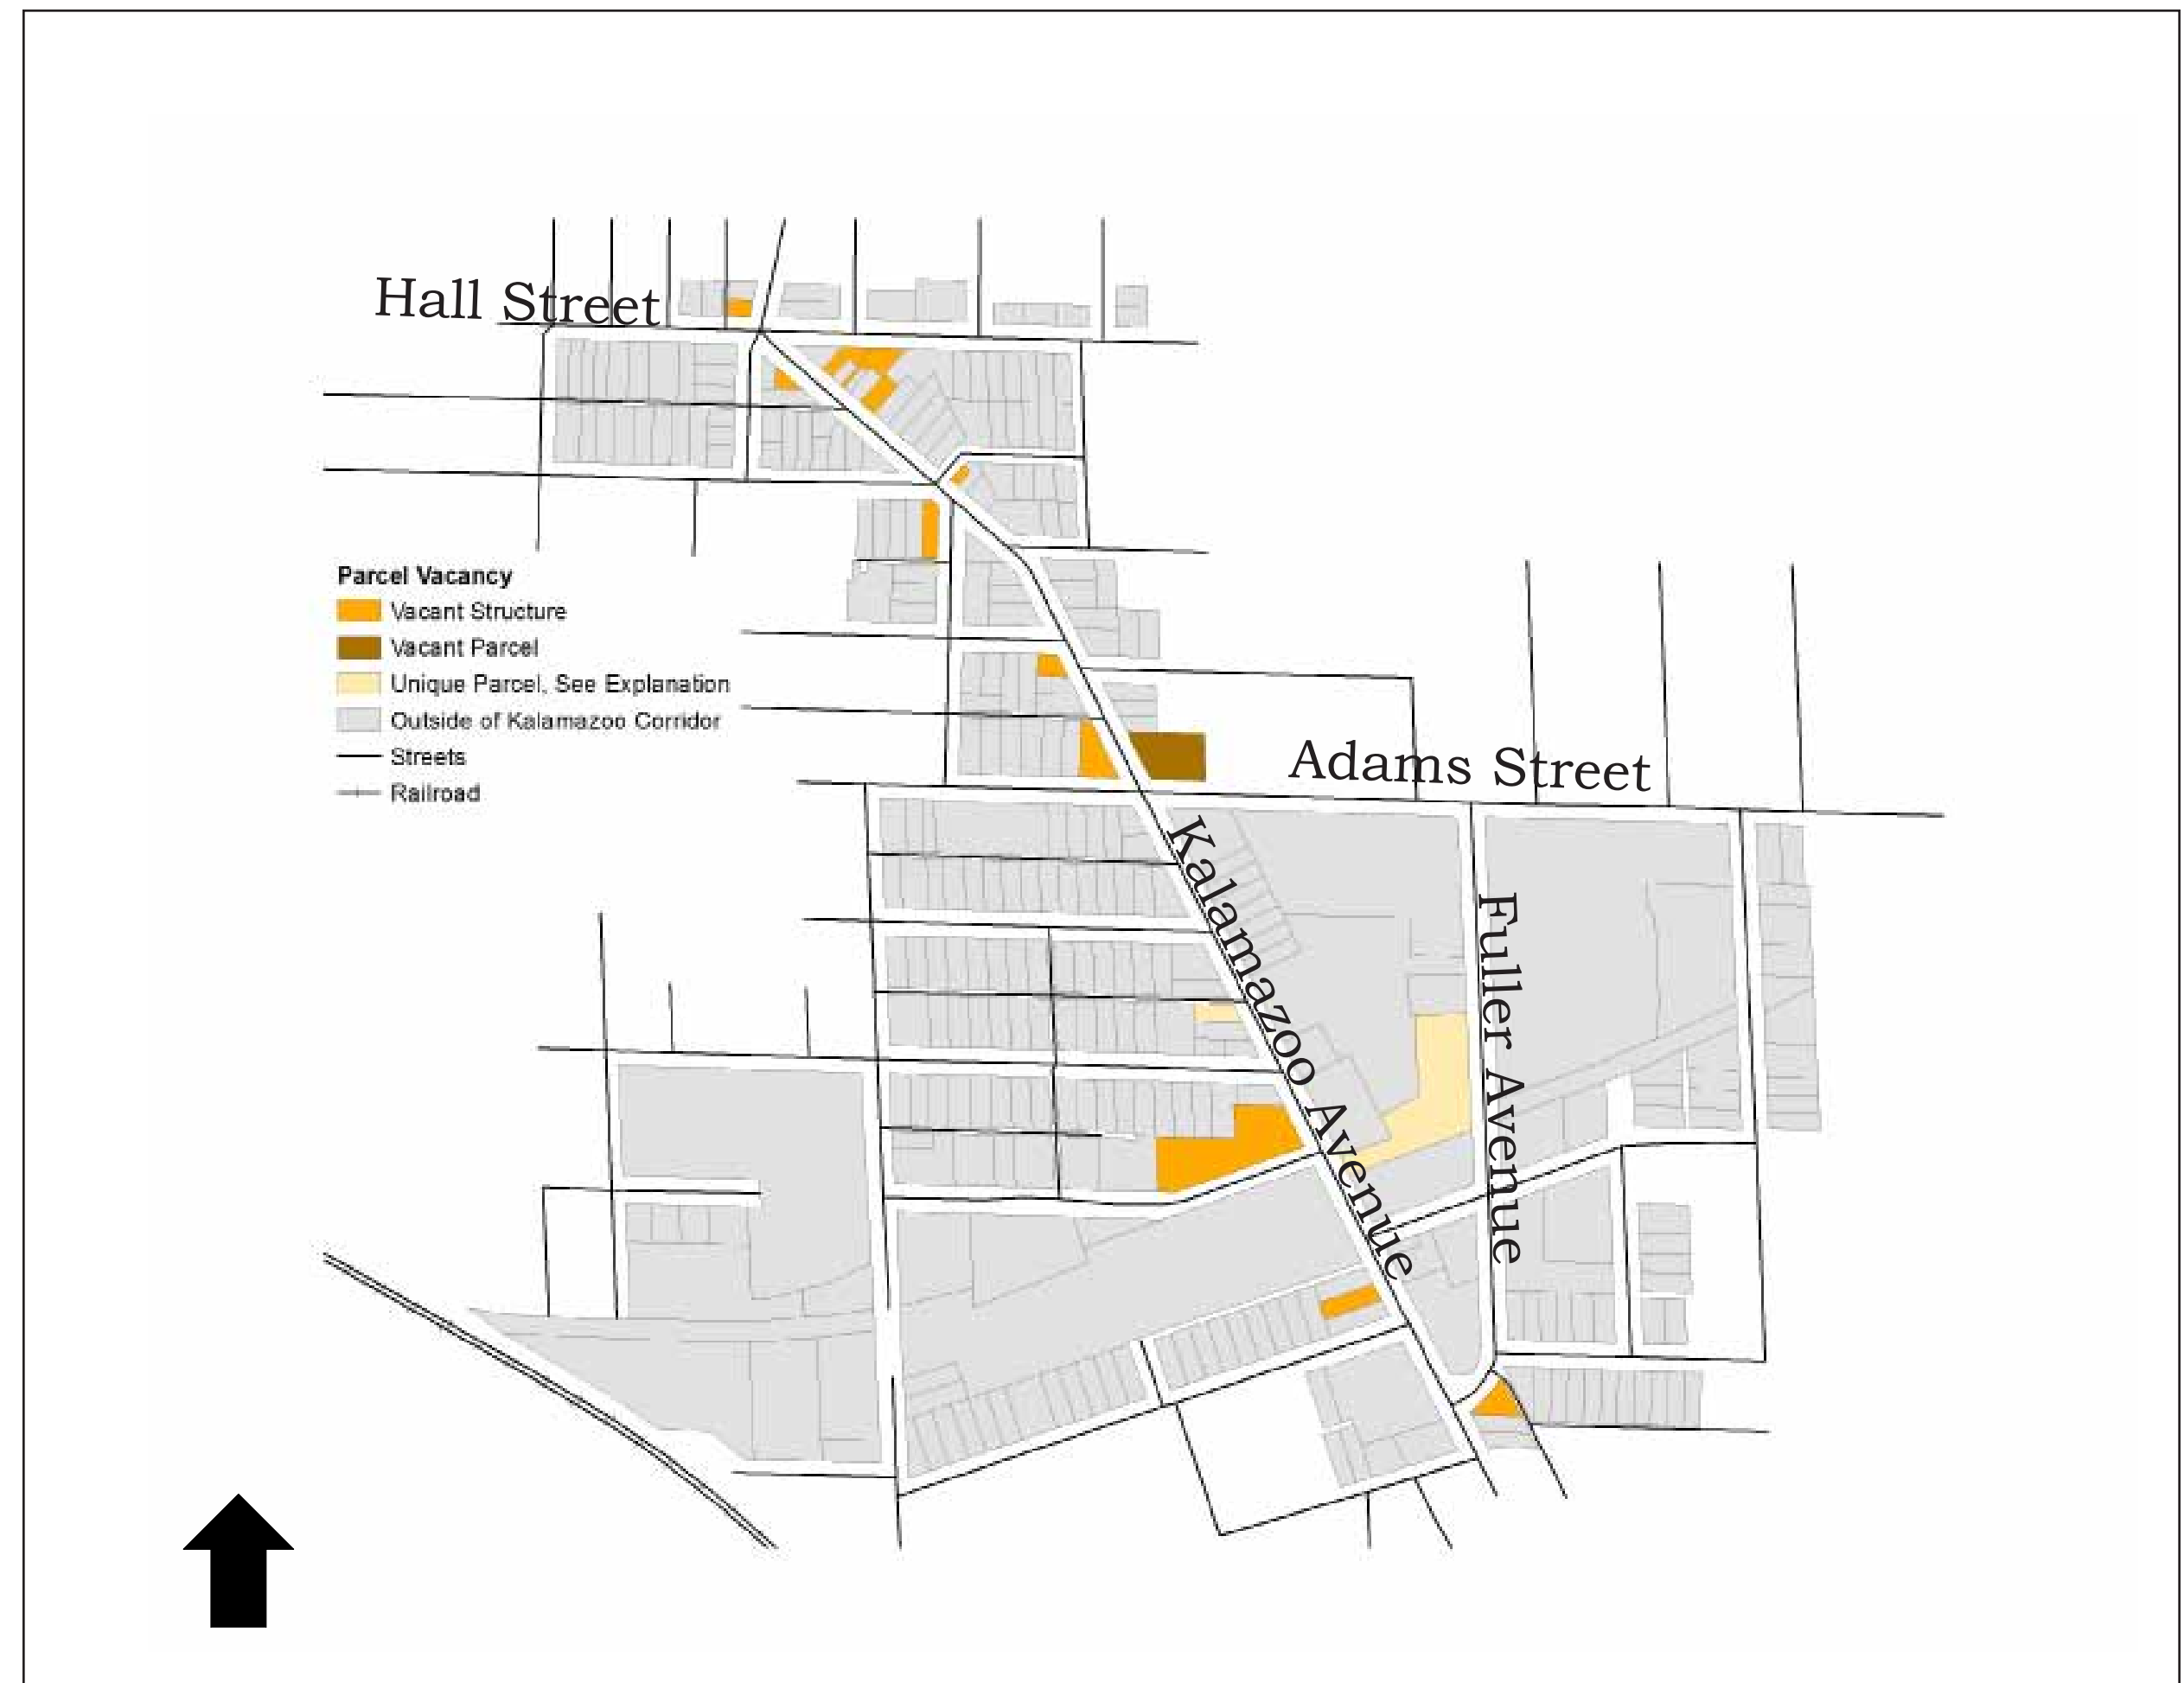 Hall Street
Parcel Vacancy
Vacant Structure
Vacant Parcel
Unique Parcel, See Explanation
Outside of Kalamazoo Corridor
Streets
Railroad
Adams Street
Kalamazoo Avenue
Fuller Avenue